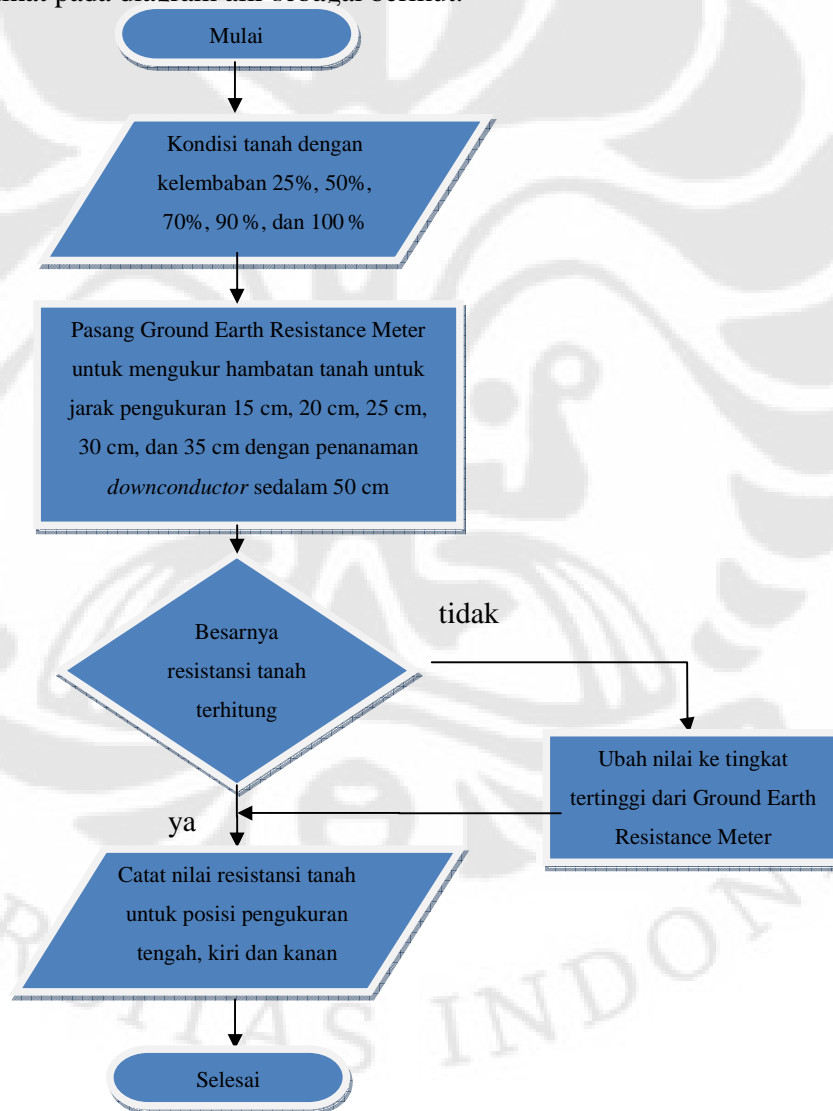 Mulai
Kondisi tanah dengan
kelembaban 25%, 50%,
70%, 90 %, dan 100 %
Pasang Ground Earth Resistance Meter
untuk mengukur hambatan tanah untuk
jarak pengukuran 15 cm, 20 cm, 25 cm,
30 cm, dan 35 cm dengan penanaman
downconductor sedalam 50 cm
tidak
Besarnya
resistansi tanah
terhitung
Ubah nilai ke tingkat
tertinggi dari Ground Earth
Resistance Meter
ya
Catat nilai resistansi tanah
untuk posisi pengukuran
tengah, kiri dan kanan
Selesai